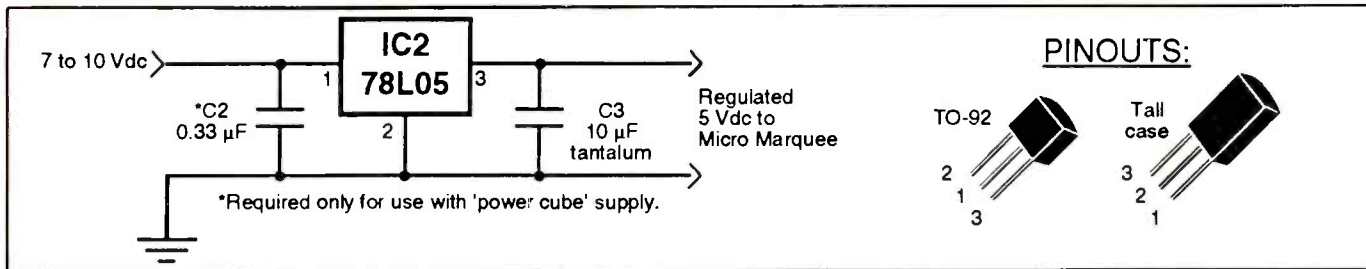 7 to 10 Vdc
IC2
78L05
1
3
2
*C2
0.33 µF
C3
10 µF
tantalum
Regulated
5 Vdc to
Micro Marquee
*Required only for use with 'power cube' supply.
PINOUTS:
TO-92
2
1
3
Tall
case
3
2
1